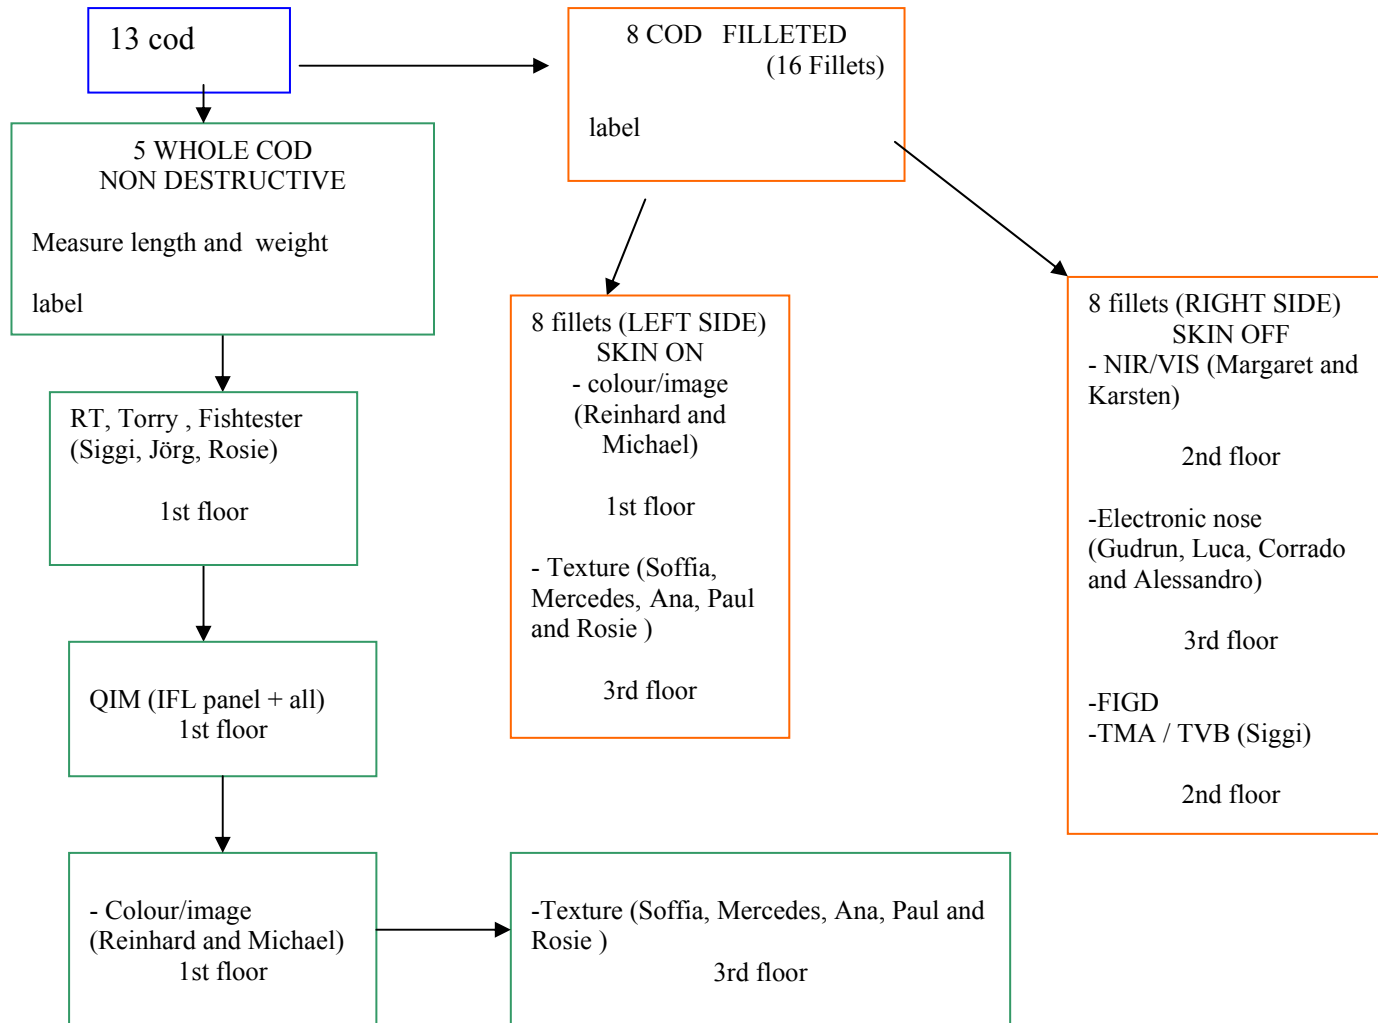 13 cod
8 COD FILLETED
(16 Fillets)
label
5 WHOLE COD
NON DESTRUCTIVE
Measure length and weight
label
8 fillets (LEFT SIDE)
SKIN ON
- colour/image
(Reinhard and
Michael)
1st floor
- Texture (Soffia,
Mercedes, Ana, Paul
and Rosie )
3rd floor
8 fillets (RIGHT SIDE)
SKIN OFF
- NIR/VIS (Margaret and
Karsten)
2nd floor
-Electronic nose
(Gudrun, Luca, Corrado
and Alessandro)
3rd floor
-FIGD
-TMA / TVB (Siggi)
2nd floor
RT, Torry , Fishtester
(Siggi, Jörg, Rosie)
1st floor
QIM (IFL panel + all)
1st floor
- Colour/image
(Reinhard and Michael)
1st floor
-Texture (Soffia, Mercedes, Ana, Paul and
Rosie )
3rd floor